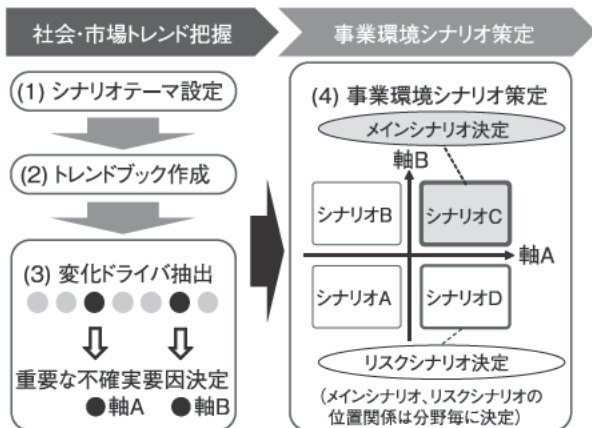 社会・市場トレンド把握
事業環境シナリオ策定
(1) シナリオテーマ設定
(2) トレンドブック作成
(3) 変化ドライバ抽出
重要な不確実要因決定
●軸A ●軸B
(4) 事業環境シナリオ策定
メインシナリオ決定
軸B
シナリオB
シナリオC
軸A
シナリオA
シナリオD
リスクシナリオ決定
(メインシナリオ、リスクシナリオの
位置関係は分野毎に決定)